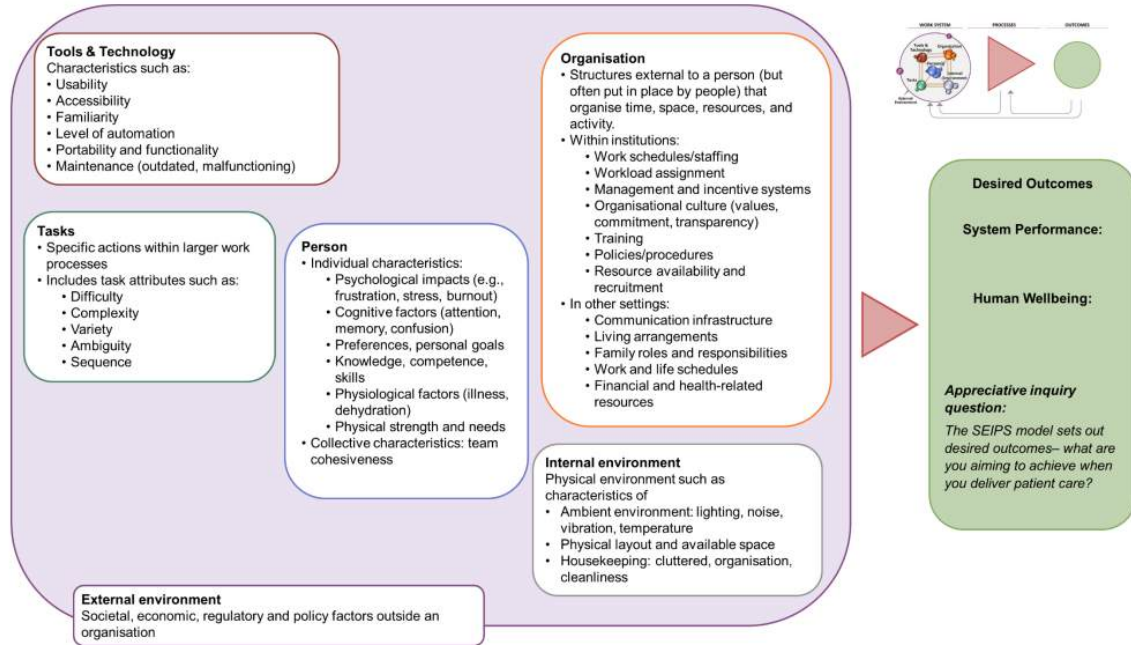 Tools & Technology
Characteristics such as:
• Usability
• Accessibility
• Familiarity
• Level of automation
• Portability and functionality
• Maintenance (outdated, malfunctioning)
Tasks
• Specific actions within larger work
processes
• Includes task attributes such as:
• Difficulty
• Complexity
• Variety
• Ambiguity
• Sequence
Person
• Individual characteristics:
• Psychological impacts (e.g.,
frustration, stress, burnout)
• Cognitive factors (attention,
memory, confusion)
• Preferences, personal goals
• Knowledge, competence,
skills
• Physiological factors (illness,
dehydration)
• Physical strength and needs
• Collective characteristics: team
cohesiveness
Organisation
• Structures external to a person (but
often put in place by people) that
organise time, space, resources, and
activity.
• Within institutions:
• Work schedules/staffing
• Workload assignment
• Management and incentive systems
• Organisational culture (values,
commitment, transparency)
• Training
• Policies/procedures
• Resource availability and
recruitment
• In other settings:
• Communication infrastructure
• Living arrangements
• Family roles and responsibilities
• Work and life schedules
• Financial and health-related
resources
Internal environment
Physical environment such as
characteristics of
• Ambient environment: lighting, noise,
vibration, temperature
• Physical layout and available space
• Housekeeping: cluttered, organisation,
cleanliness
External environment
Societal, economic, regulatory and policy factors outside an
organisation
WORK SYSTEM
PROCESSES
OUTCOMES
Tools &
Technology
Organisation
Person(s)
Tasks
Internal
Environment
External
Environment
Desired Outcomes
System Performance:
Human Wellbeing:
Appreciative inquiry
question:
The SEIPS model sets out
desired outcomes– what are
you aiming to achieve when
you deliver patient care?